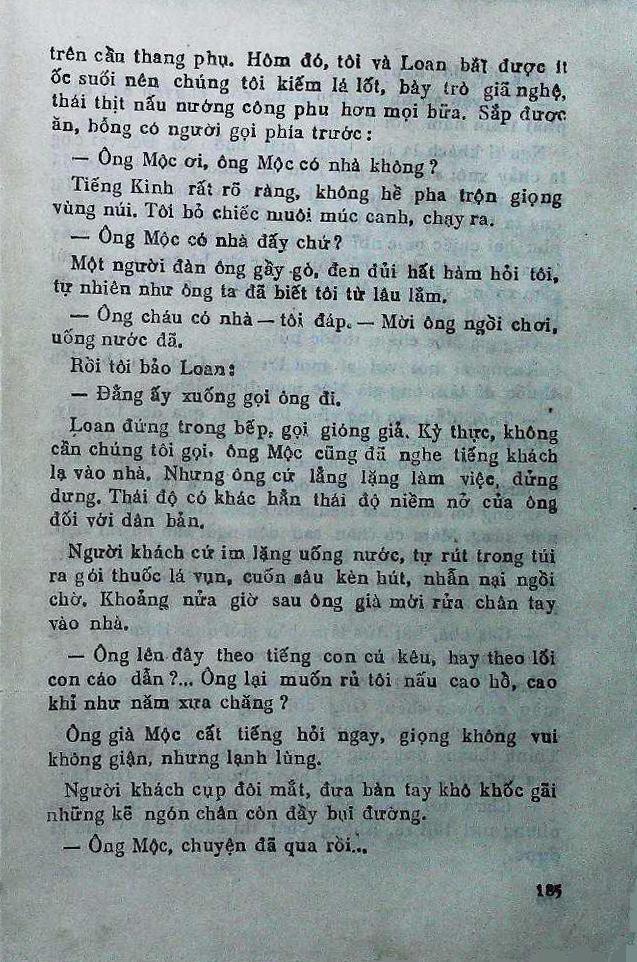 trên cầu thang phụ. Hôm đó, tôi và Loan bắt được ít
ốc suối nên chúng tôi kiếm lá lốt, bày trò giã nghệ,
thái thịt nấu nướng công phu hơn mọi bữa. Sắp được
ăn, bỗng có người gọi phía trước :
— Ông Mộc ơi, ông Mộc có nhà không ?
Tiếng Kinh rất rõ ràng, không hề pha trộn giọng
vùng núi. Tôi bỏ chiếc muôi múc canh, chạy ra.
— Ông Mộc có nhà đấy chứ?
Một người đàn ông gầy gò, đen đủi hất hàm hỏi tôi,
tự nhiên như ông ta đã biết tôi từ lâu lắm.
— Ông cháu có nhà — tôi đáp. — Mời ông ngồi chơi,
uống nước đã.
Rồi tôi bảo Loan:
— Đằng ấy xuống gọi ông đi.
Loan đứng trong bếp, gọi gióng giả. Kỳ thực, không
cần chúng tôi gọi, ông Mộc cũng đã nghe tiếng khách
lạ vào nhà. Nhưng ông cứ lẳng lặng làm việc, dửng
dưng. Thái độ có khác hẳn thái độ niềm nở của ông
đối với dân bản.
Người khách cứ im lặng uống nước, tự rút trong túi
ra gói thuốc lá vụn, cuốn sâu kèn hút, nhẫn nại ngồi
chờ. Khoảng nửa giờ sau ông già mới rửa chân tay
vào nhà.
— Ông lên đây theo tiếng con cú kêu, hay theo lối
con cáo dẫn ?... Ông lại muốn rủ tôi nấu cao hổ, cao
khỉ như năm xưa chăng ?
Ông già Mộc cất tiếng hỏi ngay, giọng không vui
không giận, nhưng lạnh lùng.
Người khách cụp đôi mắt, đưa bàn tay khô khốc gãi
những kẽ ngón chân còn đầy bụi đường.
— Ông Mộc, chuyện đã qua rồi...
185